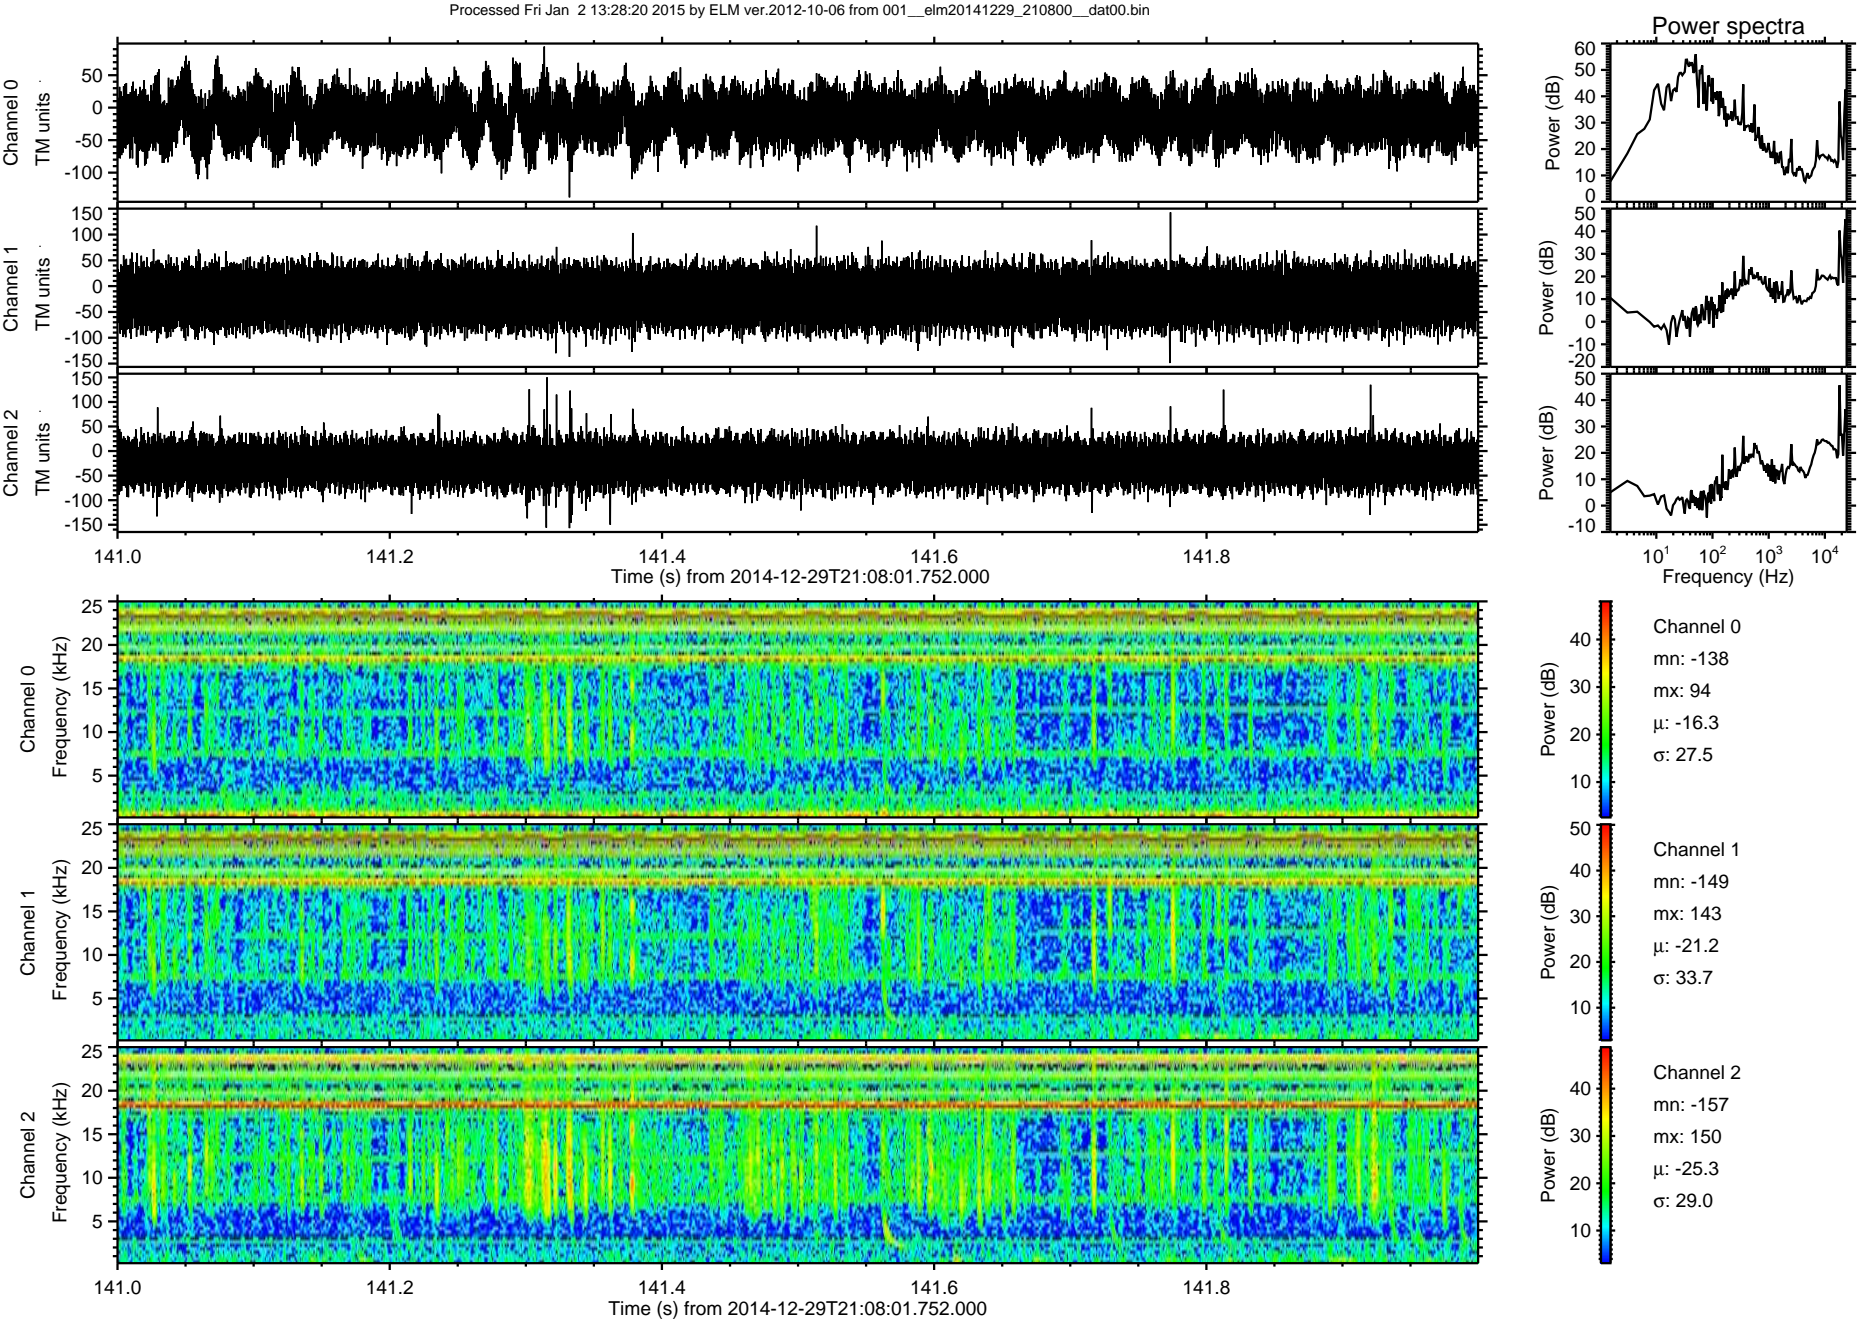 Processed Fri Jan  2 13:28:20 2015 by ELM ver.2012-10-06 from 001__elm20141229_210800__dat00.bin
Power spectra
Channel 0
TM units
50
0
-50
-100
Power (dB)
60
50
40
30
20
10
0
Channel 1
TM units
150
100
50
0
-50
-100
-150
Power (dB)
50
40
30
20
10
0
-10
-20
Channel 2
TM units
150
100
50
0
-50
-100
-150
Power (dB)
50
40
30
20
10
0
-10
141.0 141.2 141.4 141.6 141.8
Time (s) from 2014-12-29T21:08:01.752.000
10¹ 10² 10³ 10⁴
Frequency (Hz)
Channel 0
Frequency (kHz)
25
20
15
10
5
Power (dB)
40
30
20
10
Channel 0
mn: -138
mx: 94
μ: -16.3
σ: 27.5
Channel 1
Frequency (kHz)
25
20
15
10
5
Power (dB)
50
40
30
20
10
Channel 1
mn: -149
mx: 143
μ: -21.2
σ: 33.7
Channel 2
Frequency (kHz)
25
20
15
10
5
Power (dB)
40
30
20
10
Channel 2
mn: -157
mx: 150
μ: -25.3
σ: 29.0
141.0 141.2 141.4 141.6 141.8
Time (s) from 2014-12-29T21:08:01.752.000